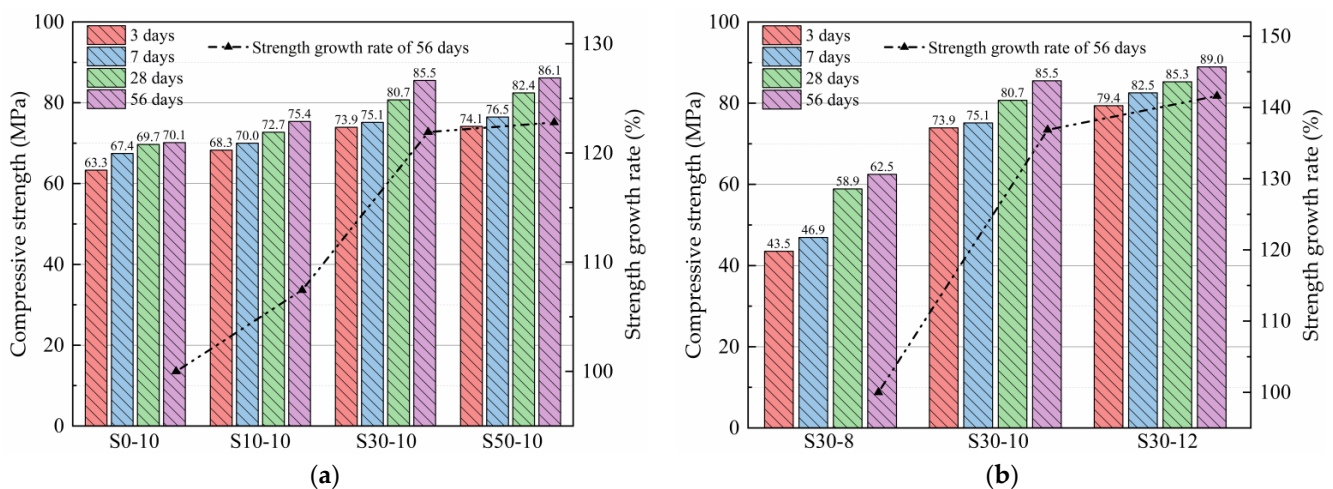 100
80
60
40
20
0
Compressive strength (MPa)
3 days
7 days
28 days
56 days
Strength growth rate of 56 days
63.3
67.4
69.7
70.1
68.3
70.0
72.7
75.4
73.9
75.1
80.7
85.5
74.1
76.5
82.4
86.1
130
120
110
100
Strength growth rate (%)
S0-10
S10-10
S30-10
S50-10
(a)
100
80
60
40
20
0
Compressive strength (MPa)
3 days
7 days
28 days
56 days
Strength growth rate of 56 days
43.5
46.9
58.9
62.5
73.9
75.1
80.7
85.5
79.4
82.5
85.3
89.0
150
140
130
120
110
100
Strength growth rate (%)
S30-8
S30-10
S30-12
(b)